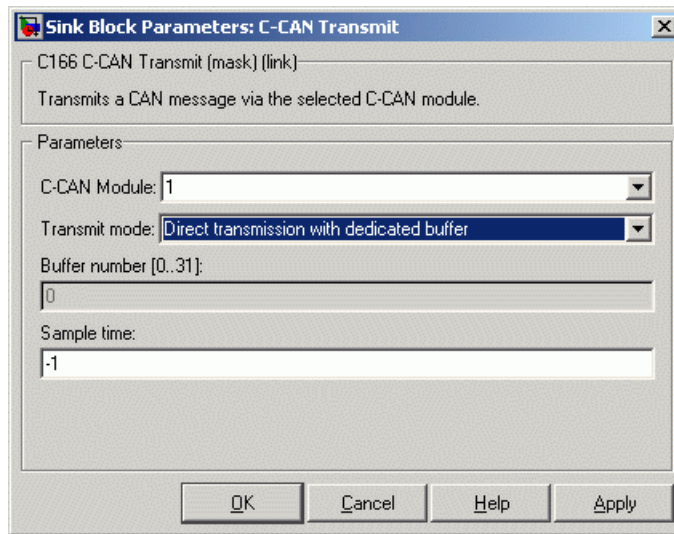 Sink Block Parameters: C-CAN Transmit
C166 C-CAN Transmit (mask) (link)
Transmits a CAN message via the selected C-CAN module.
Parameters
C-CAN Module: 1
Transmit mode: Direct transmission with dedicated buffer
Buffer number [0..31]:
0
Sample time:
-1
OK Cancel Help Apply